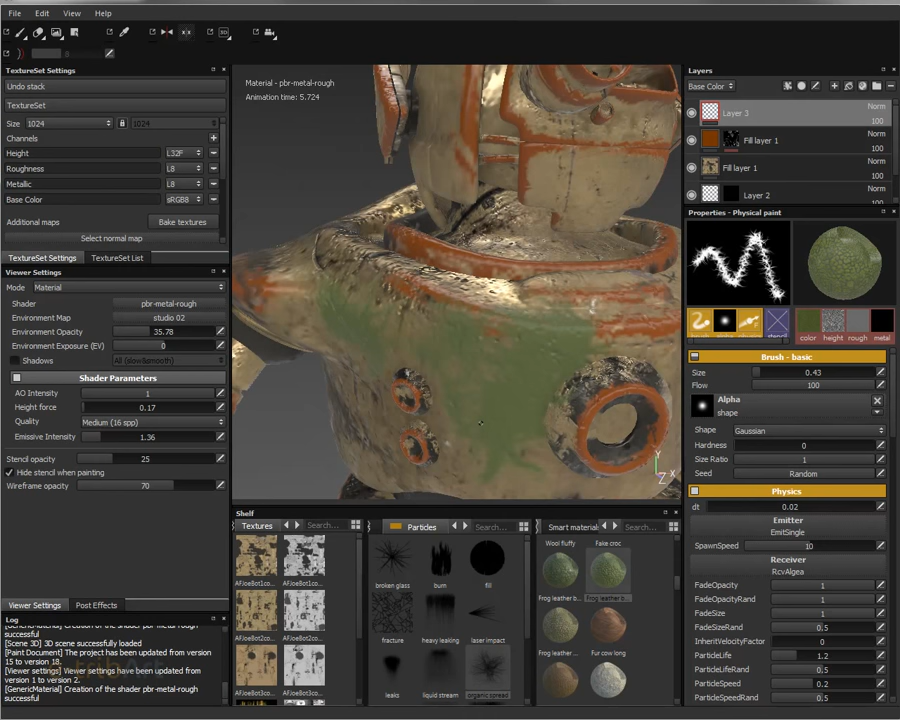 File Edit View Help
TextureSet Settings
Undo stack
TextureSet
Size 1024 1024
Channels
Height L32F
Roughness L8
Metallic L8
Base Color sRGB8
Additional maps Bake textures
Select normal map
TextureSet Settings TextureSet List
Viewer Settings
Mode Material
Shader pbr-metal-rough
Environment Map studio 02
Environment Opacity 35.78
Environment Exposure (EV) 0
Shadows All (slow&smooth)
Shader Parameters
AO Intensity 1
Height force 0.17
Quality Medium (16 spp)
Emissive Intensity 1.36
Stencil opacity 25
Hide stencil when painting
Wireframe opacity 70
Viewer Settings Post Effects
Log
successful
[Scene 3D] 3D scene successfully loaded
[Paint Document] The project has been updated from
version 15 to version 18.
[Viewer settings] Viewer settings have been updated from
version 1 to version 2.
[GenericMaterial] Creation of the shader pbr-metal-rough
successful
Material - pbr-metal-rough
Animation time: 5.724
Y
Z X
Shelf
Textures Search...
AFJoeBot1co...
AFJoeBot2co...
AFJoeBot3co...
Particles Search...
broken glass burn fill
fracture heavy leaking laser impact
leaks liquid stream organic spread
Smart materials Search...
Wool fluffy Fake croc
Frog leather b... Frog leather b...
Frog leather ... Fur cow long
Layers
Base Color
Layer 3 Norm 100
Fill layer 1 Norm 100
Fill layer 1 Norm 100
Layer 2 Norm 100
Properties - Physical paint
stencil
color height rough metal
Brush - basic
Size 0.43
Flow 100
Alpha
shape
Shape Gaussian
Hardness 0
Size Ratio 1
Seed Random
Physics
dt 0.02
Emitter
EmitSingle
SpawnSpeed 10
Receiver
RcvAlgea
FadeOpacity 1
FadeOpacityRand 1
FadeSize 1
FadeSizeRand 0.5
InheritVelocityFactor 0
ParticleLife 1.2
ParticleLifeRand 0.5
ParticleSpeed 0.2
ParticleSpeedRand 0.5